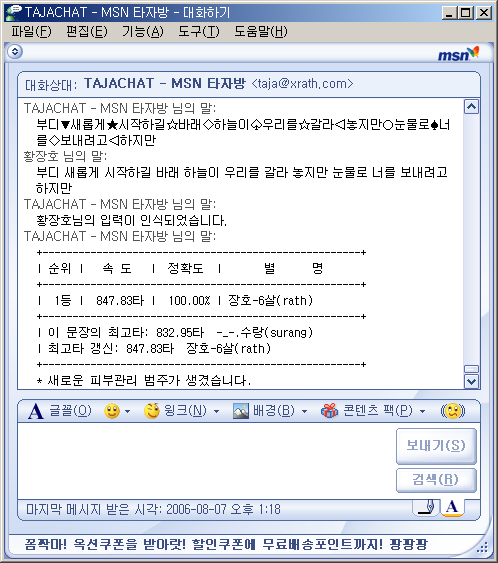 TAJACHAT - MSN 타자방 - 대화하기
파일(F) 편집(E) 기능(A) 도구(T) 도움말(H)
msn
대화상대: TAJACHAT - MSN 타자방 <taja@xrath.com>
TAJACHAT - MSN 타자방 님의 말:
부디▼새롭게★시작하길☆바래◇하늘이♤우리를☆갈라◁놓지만○눈물로♠너
를◇보내려고◁하지만
황장호 님의 말:
부디 새롭게 시작하길 바래 하늘이 우리를 갈라 놓지만 눈물로 너를 보내려고
하지만
TAJACHAT - MSN 타자방 님의 말:
황장호님의 입력이 인식되었습니다.
TAJACHAT - MSN 타자방 님의 말:
+----------------------------------------------------+
| 순위 | 속 도 | 정확도 | 별 명
+----------------------------------------------------+
| 1등 | 847.83타 | 100.00% | 장호-6살(rath)
+----------------------------------------------------+
| 이 문장의 최고타: 832.95타 -_-.수량(surang)
| 최고타 갱신: 847.83타 장호-6살(rath)
+----------------------------------------------------+
* 새로운 피부관리 범주가 생겼습니다.
A 글꼴(O) 윙크(N) 배경(B) 콘텐츠 팩(P)
보내기(S)
검색(R)
마지막 메시지 받은 시각: 2006-08-07 오후 1:18
A
꼼짝마! 옥션쿠폰을 받아랏! 할인쿠폰에 무료배송포인트까지! 퐝퐝퐝